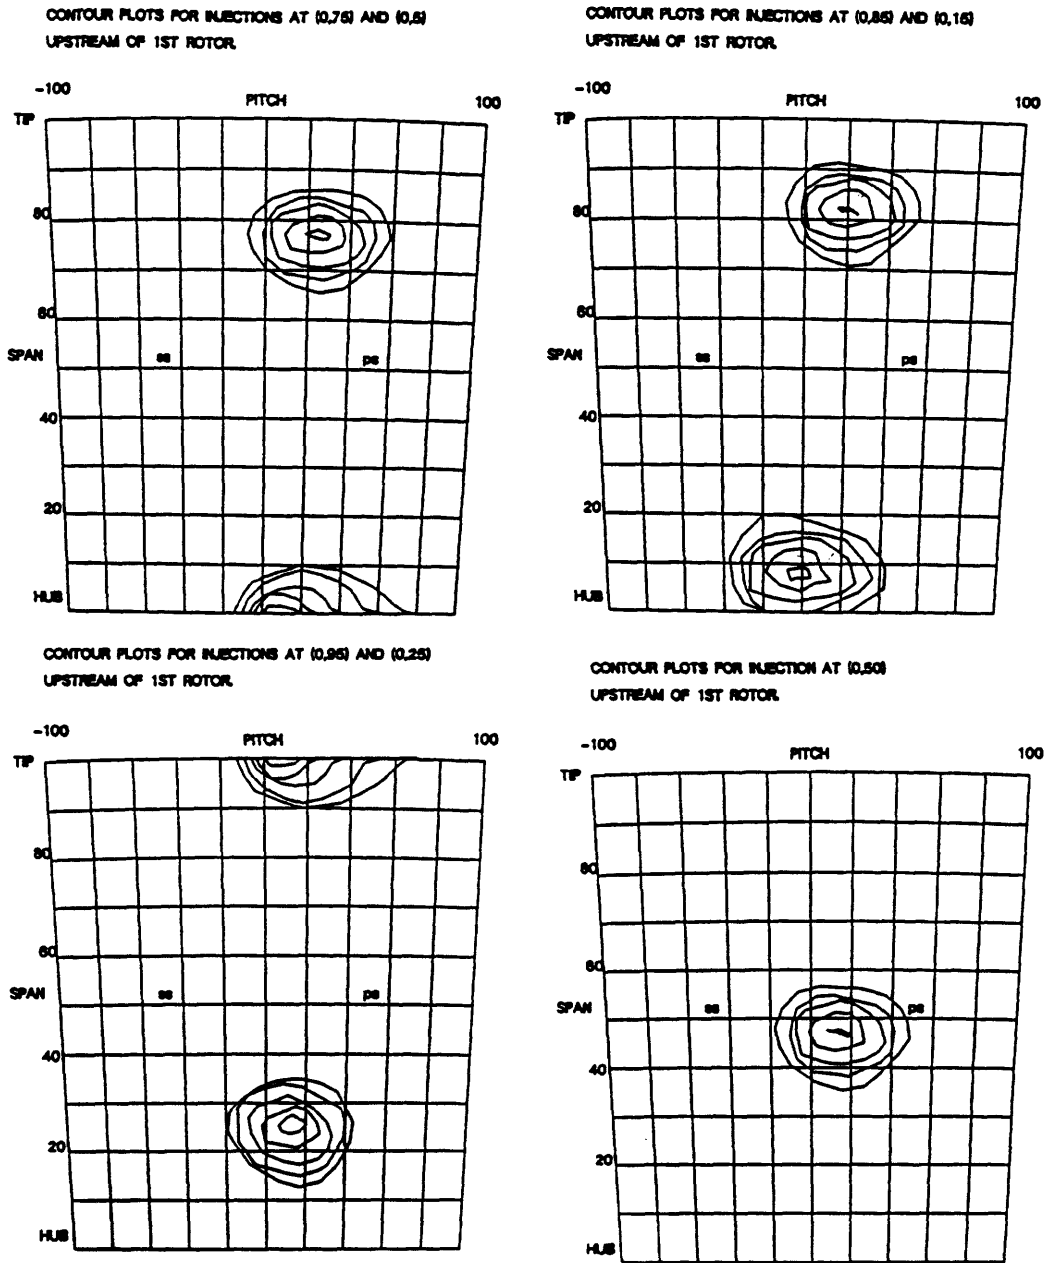 CONTOUR PLOTS FOR INJECTIONS AT (0,75) AND (0,5)
UPSTREAM OF 1ST ROTOR.
-100
PITCH
100
TIP
80
60
SPAN
ss
ps
40
20
HUB
CONTOUR PLOTS FOR INJECTIONS AT (0,85) AND (0,15)
UPSTREAM OF 1ST ROTOR.
-100
PITCH
100
TIP
80
60
SPAN
ss
ps
40
20
HUB
CONTOUR PLOTS FOR INJECTIONS AT (0,95) AND (0,25)
UPSTREAM OF 1ST ROTOR.
-100
PITCH
100
TIP
80
60
SPAN
ss
ps
40
20
HUB
CONTOUR PLOTS FOR INJECTION AT (0,50)
UPSTREAM OF 1ST ROTOR.
-100
PITCH
100
TIP
80
60
SPAN
ss
ps
40
20
HUB